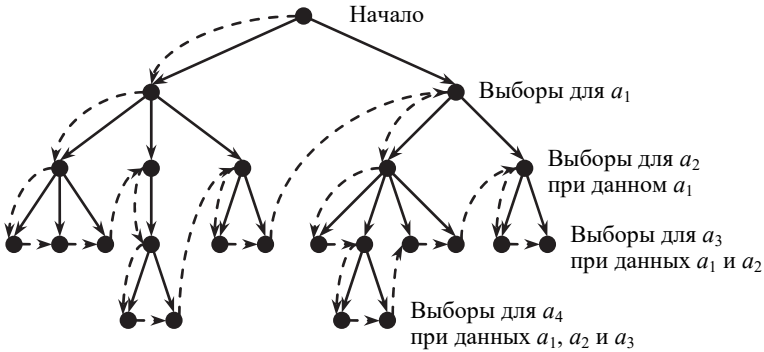 Начало
Выборы для a1
Выборы для a2
при данном a1
Выборы для a3
при данных a1 и a2
Выборы для a4
при данных a1, a2 и a3